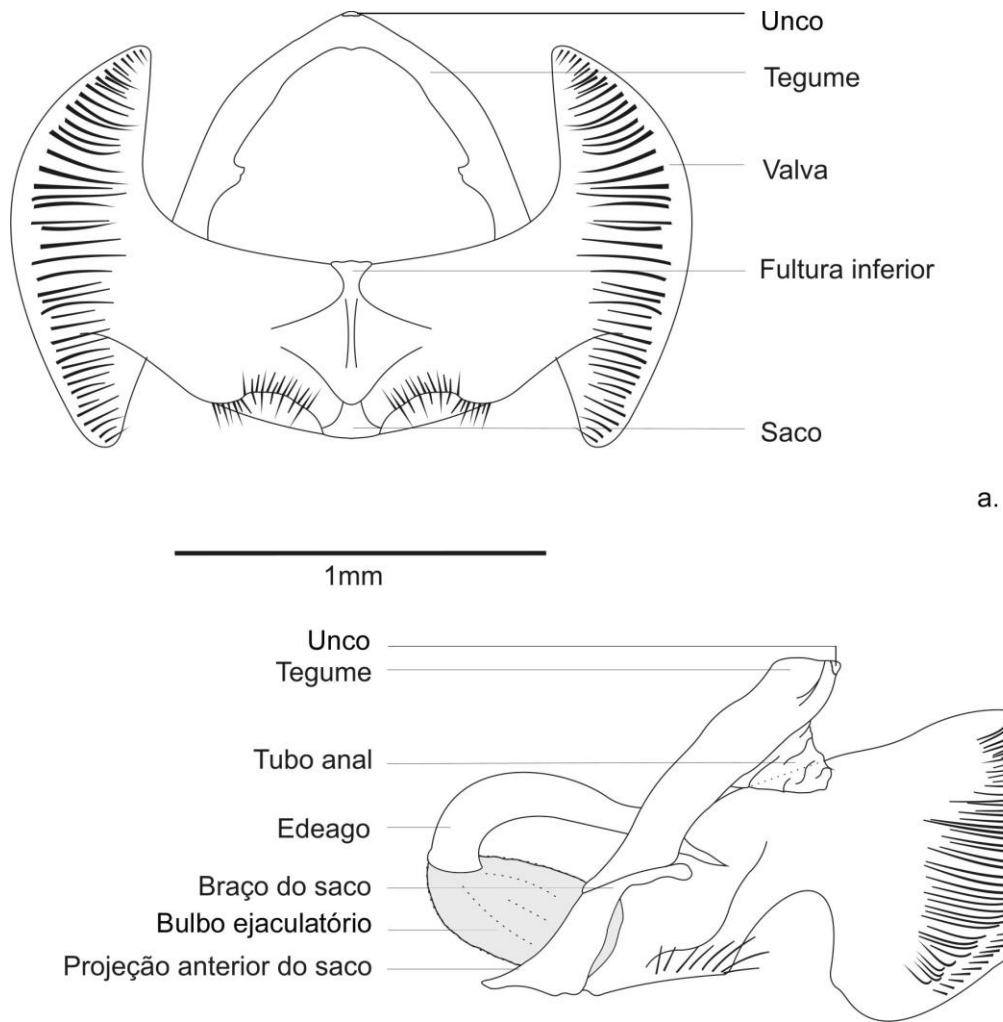 Unco
Tegume
Valva
Fultura inferior
Saco
a.
1mm
Unco
Tegume
Tubo anal
Edeago
Braço do saco
Bulbo ejaculatório
Projeção anterior do saco